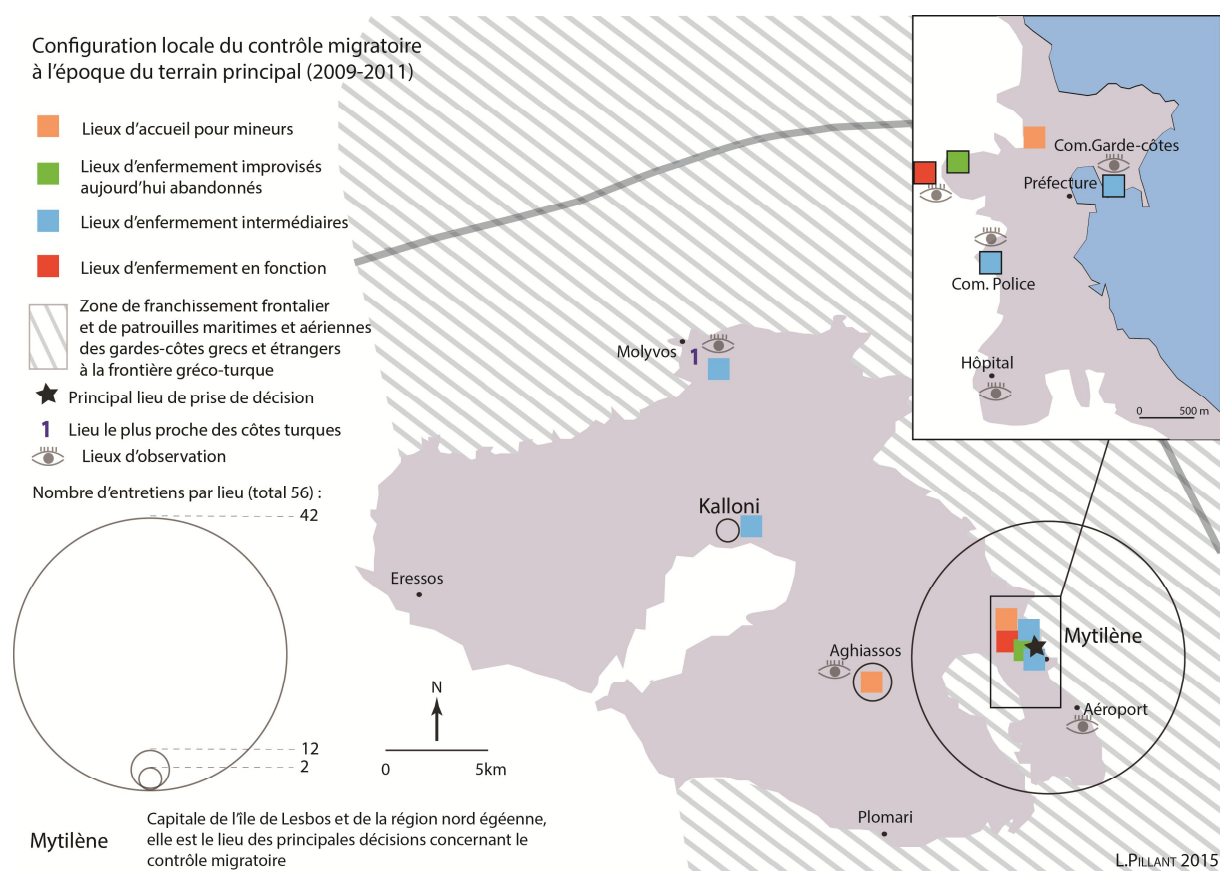 Configuration locale du contrôle migratoire
à l'époque du terrain principal (2009-2011)
Lieux d'accueil pour mineurs
Lieux d'enfermement improvisés
aujourd'hui abandonnés
Lieux d'enfermement intermédiaires
Lieux d'enfermement en fonction
Zone de franchissement frontalier
et de patrouilles maritimes et aériennes
des gardes-côtes grecs et étrangers
à la frontière gréco-turque
Principal lieu de prise de décision
1 Lieu le plus proche des côtes turques
Lieux d'observation
Nombre d'entretiens par lieu (total 56) :
42
12
2
N
0 5km
Mytilène
Capitale de l'île de Lesbos et de la région nord égéenne,
elle est le lieu des principales décisions concernant le
contrôle migratoire
Com.Garde-côtes
Préfecture
Com. Police
Hôpital
0 500 m
Molyvos
1
Kalloni
Eressos
Aghiassos
Mytilène
Aéroport
Plomari
L.PILLANT 2015